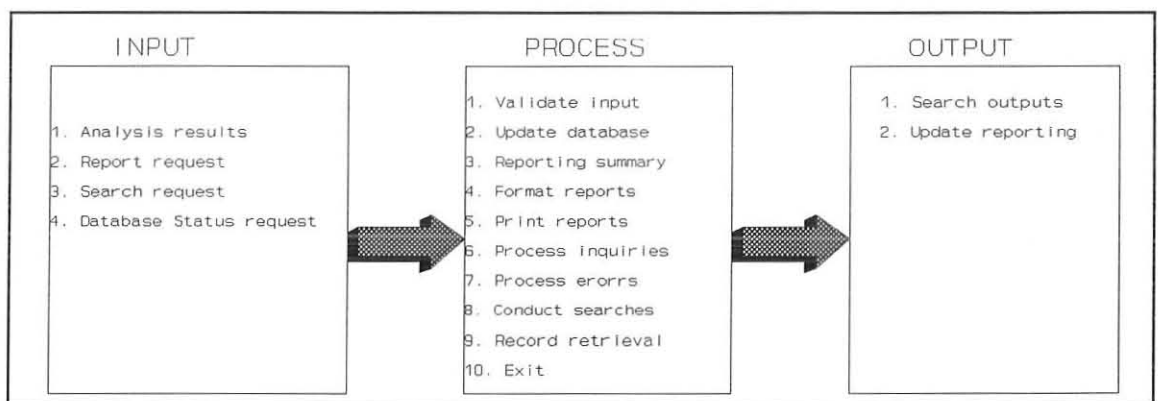 INPUT
1. Analysis results
2. Report request
3. Search request
4. Database Status request
PROCESS
1. Validate input
2. Update database
3. Reporting summary
4. Format reports
5. Print reports
6. Process inquiries
7. Process erorrs
8. Conduct searches
9. Record retrieval
10. Exit
OUTPUT
1. Search outputs
2. Update reporting